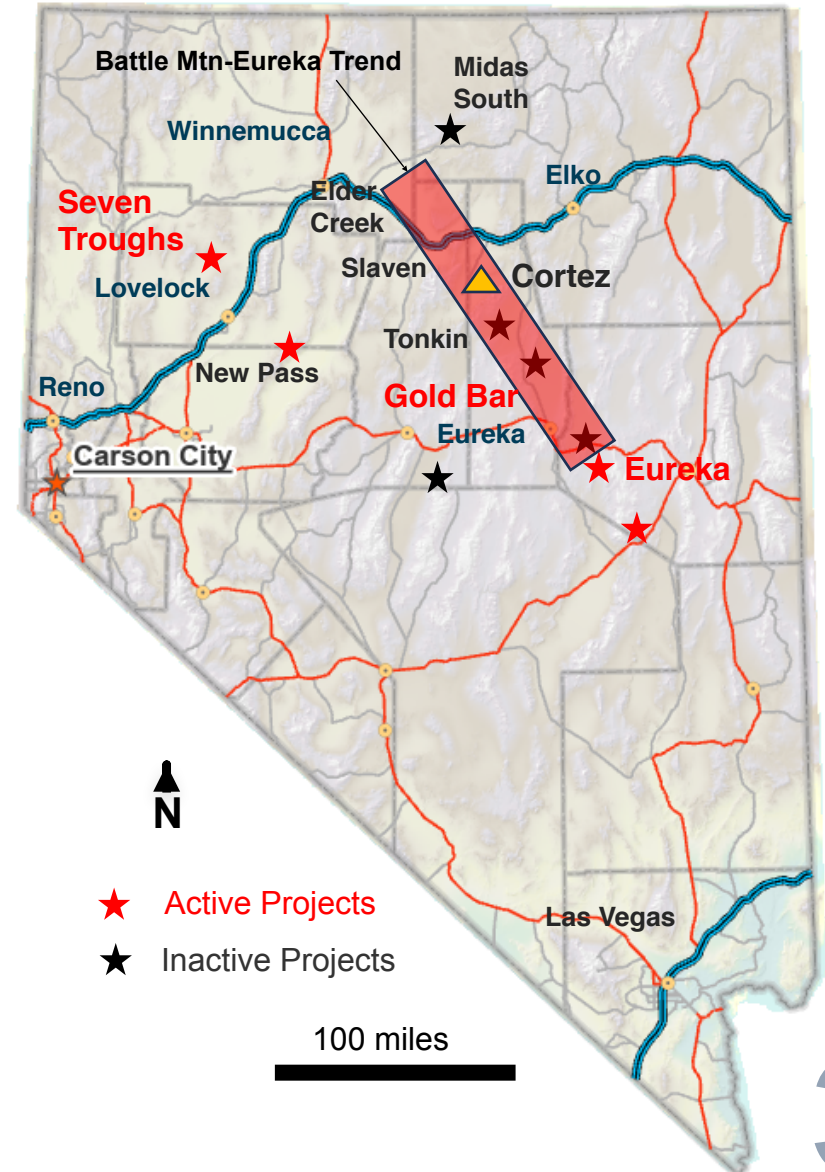 Battle Mtn-Eureka Trend
Midas
South
Winnemucca
Elko
Elder
Creek
Seven
Troughs
Slaven
Cortez
Lovelock
Tonkin
New Pass
Reno
Gold Bar
Eureka
Carson City
Eureka
N
Active Projects
Las Vegas
Inactive Projects
100 miles